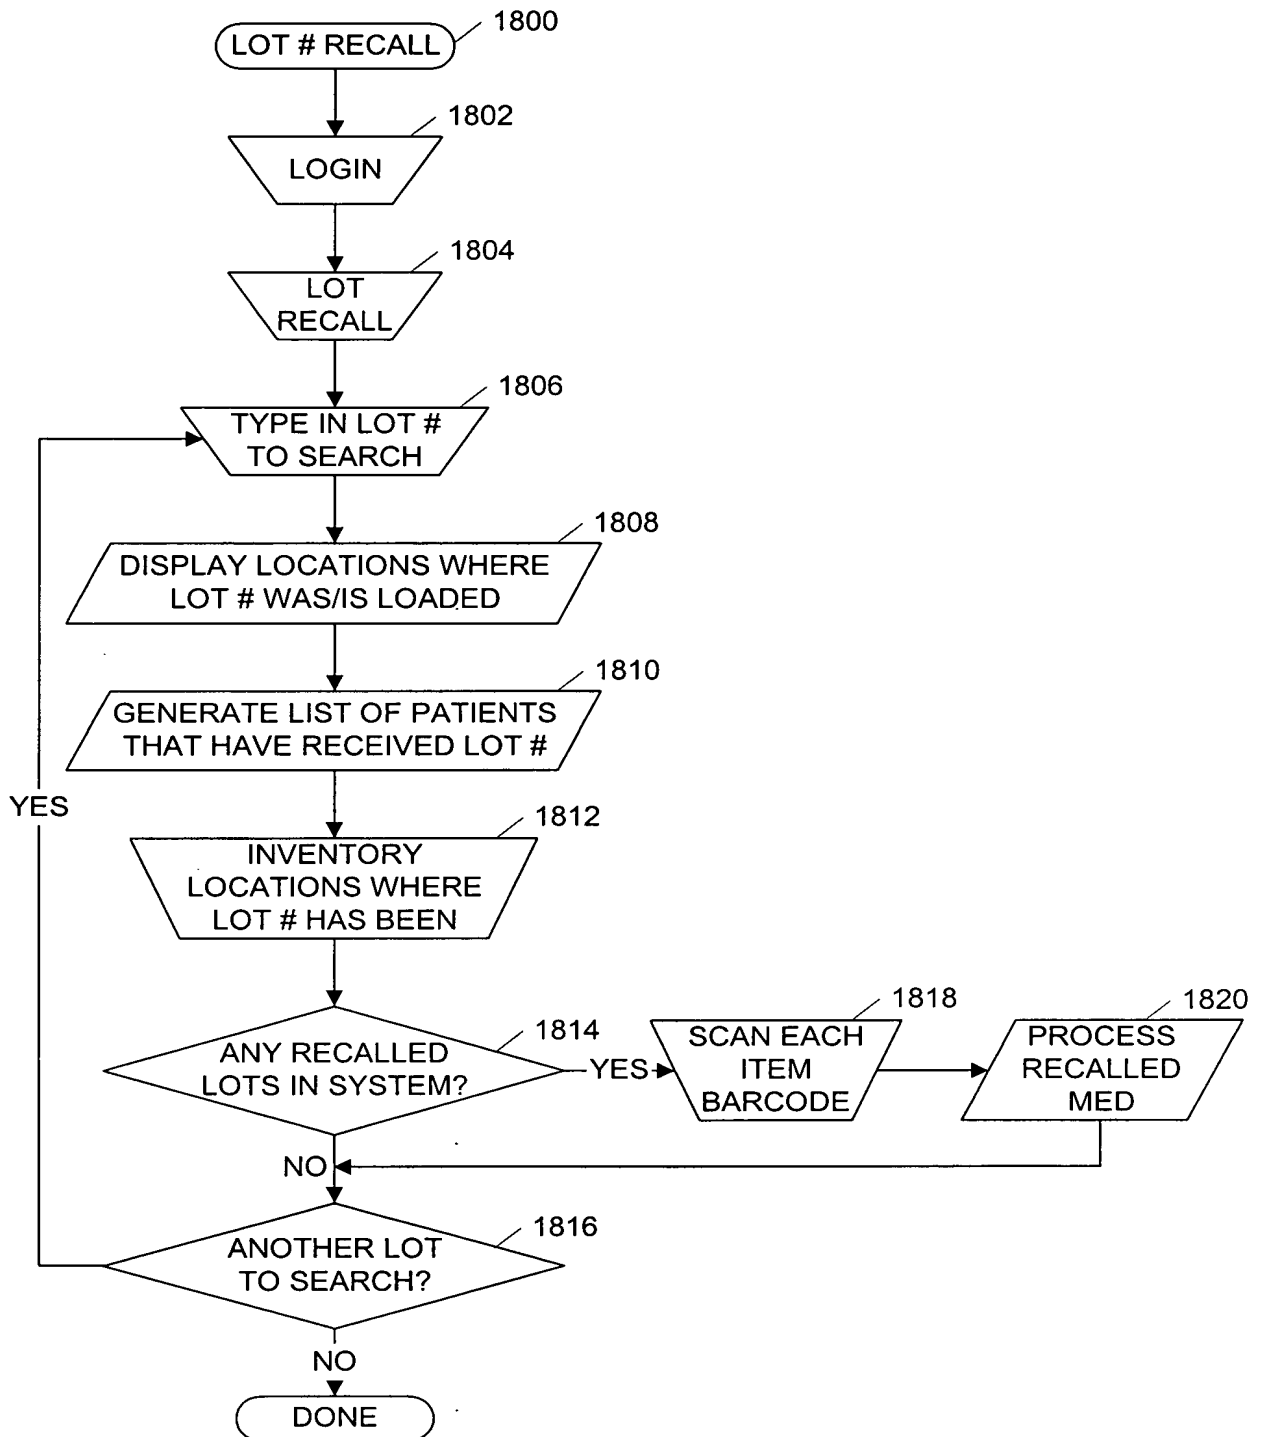 1800
LOT # RECALL
1802
LOGIN
1804
LOT
RECALL
1806
TYPE IN LOT #
TO SEARCH
1808
DISPLAY LOCATIONS WHERE
LOT # WAS/IS LOADED
1810
GENERATE LIST OF PATIENTS
THAT HAVE RECEIVED LOT #
YES
1812
INVENTORY
LOCATIONS WHERE
LOT # HAS BEEN
1814
ANY RECALLED
LOTS IN SYSTEM?
YES
1818
SCAN EACH
ITEM
BARCODE
1820
PROCESS
RECALLED
MED
NO
1816
ANOTHER LOT
TO SEARCH?
NO
DONE